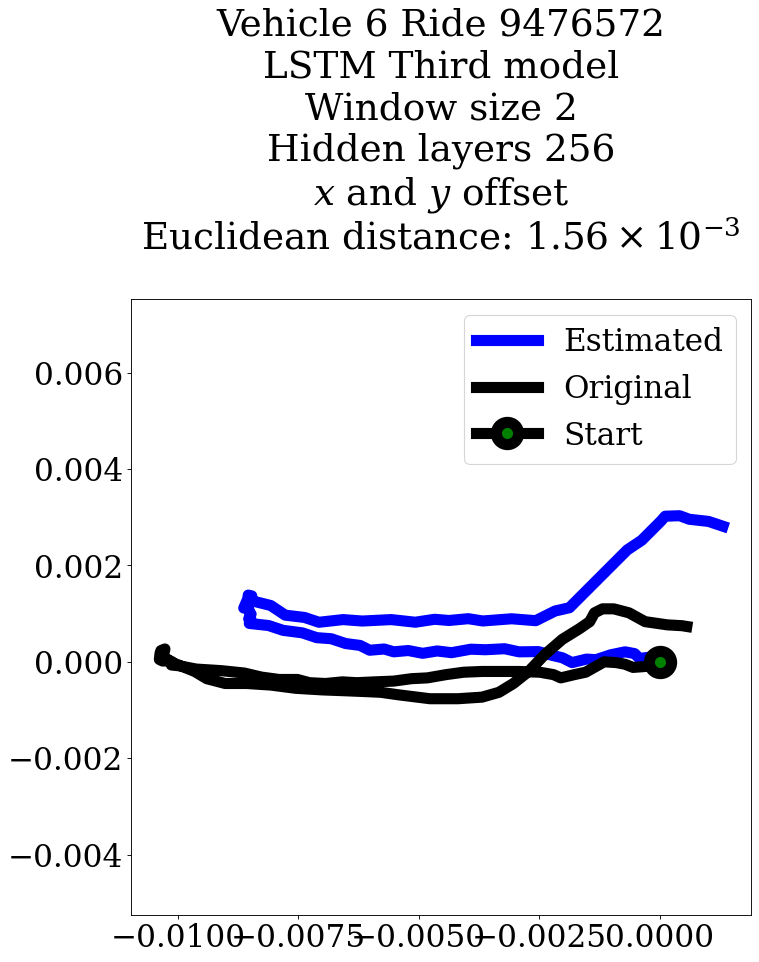 Vehicle 6 Ride 9476572
LSTM Third model
Window size 2
Hidden layers 256
x and y offset
Euclidean distance: 1.56 × 10⁻³
Estimated
Original
Start
0.006
0.004
0.002
0.000
−0.002
−0.004
−0.0100 −0.0075 −0.0050 −0.0025 0.0000